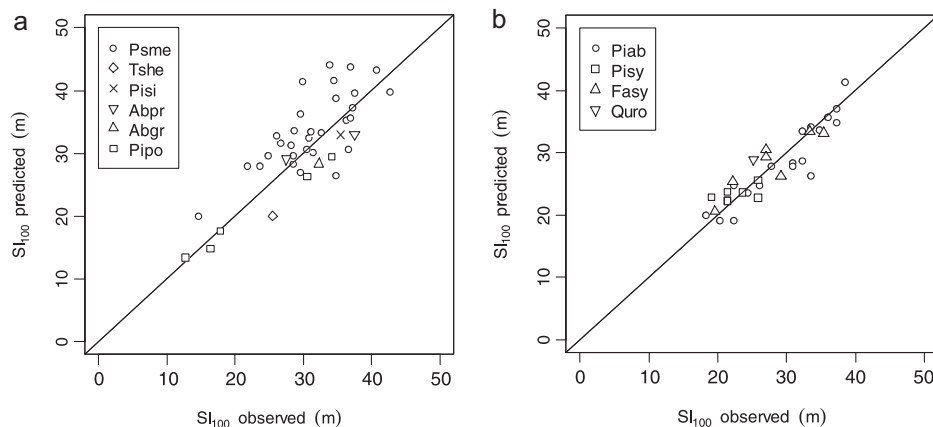 a
Psme
Tshe
Pisi
Abpr
Abgr
Pipo
SI₁₀₀ predicted (m)
50
40
30
20
10
0
0 10 20 30 40 50
SI₁₀₀ observed (m)
b
Piab
Pisy
Fasy
Quro
SI₁₀₀ predicted (m)
50
40
30
20
10
0
0 10 20 30 40 50
SI₁₀₀ observed (m)